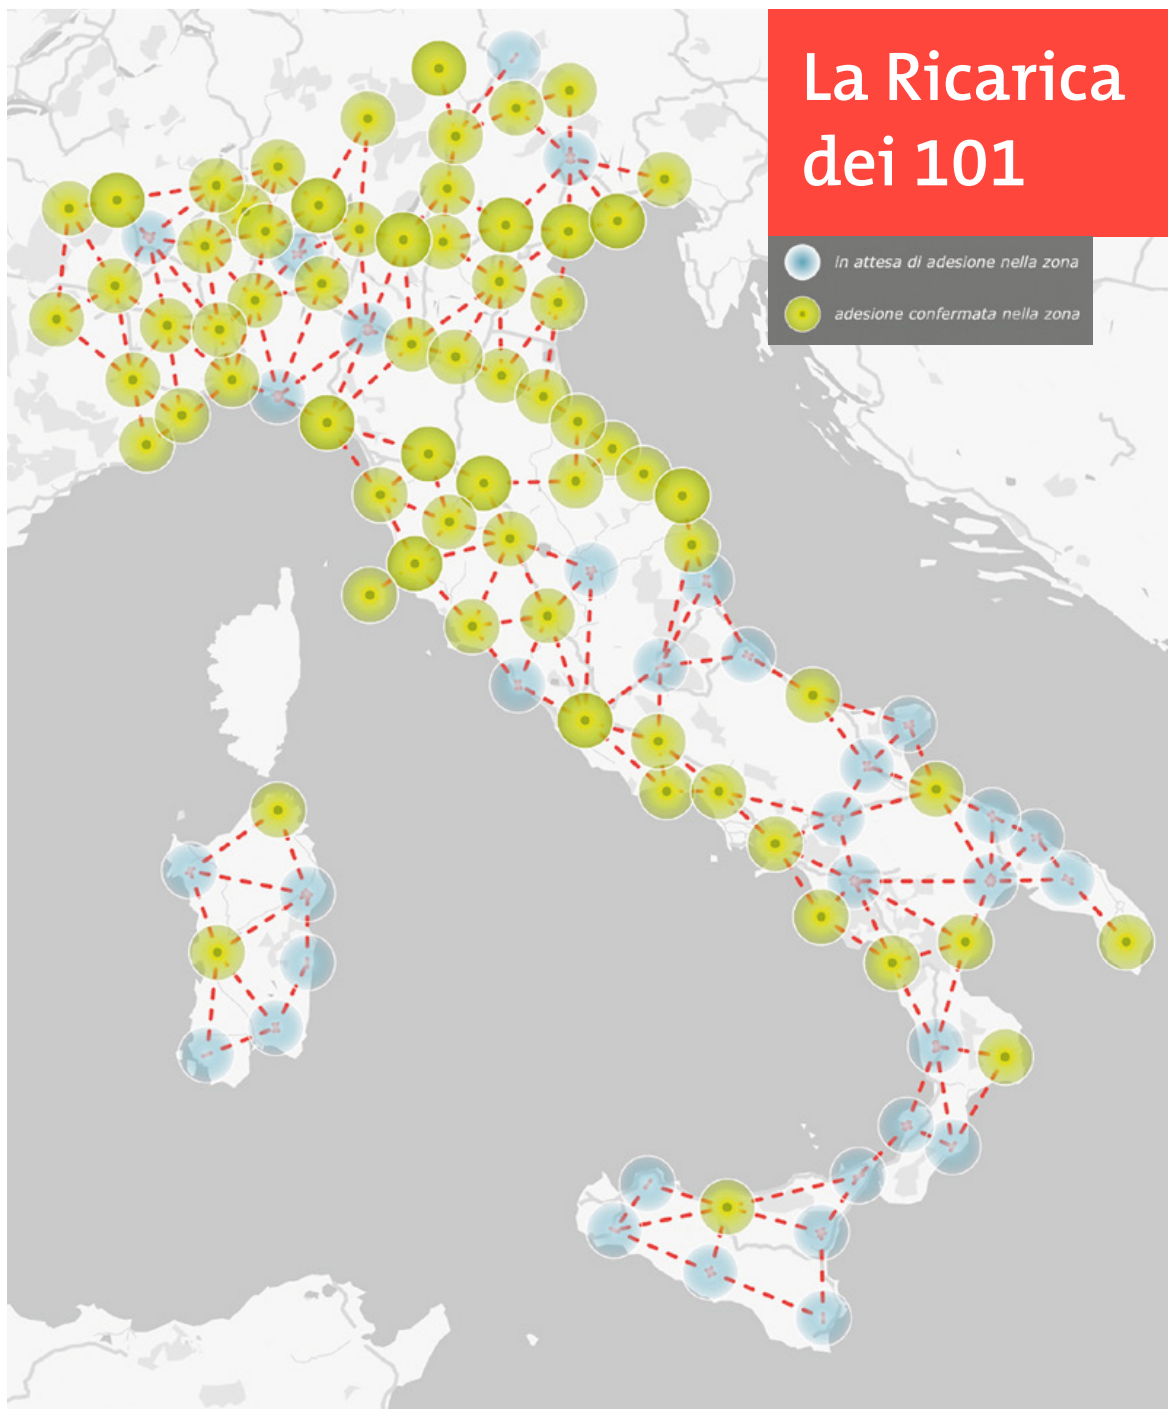 La Ricarica
dei 101
in attesa di adesione nella zona
adesione confermata nella zona